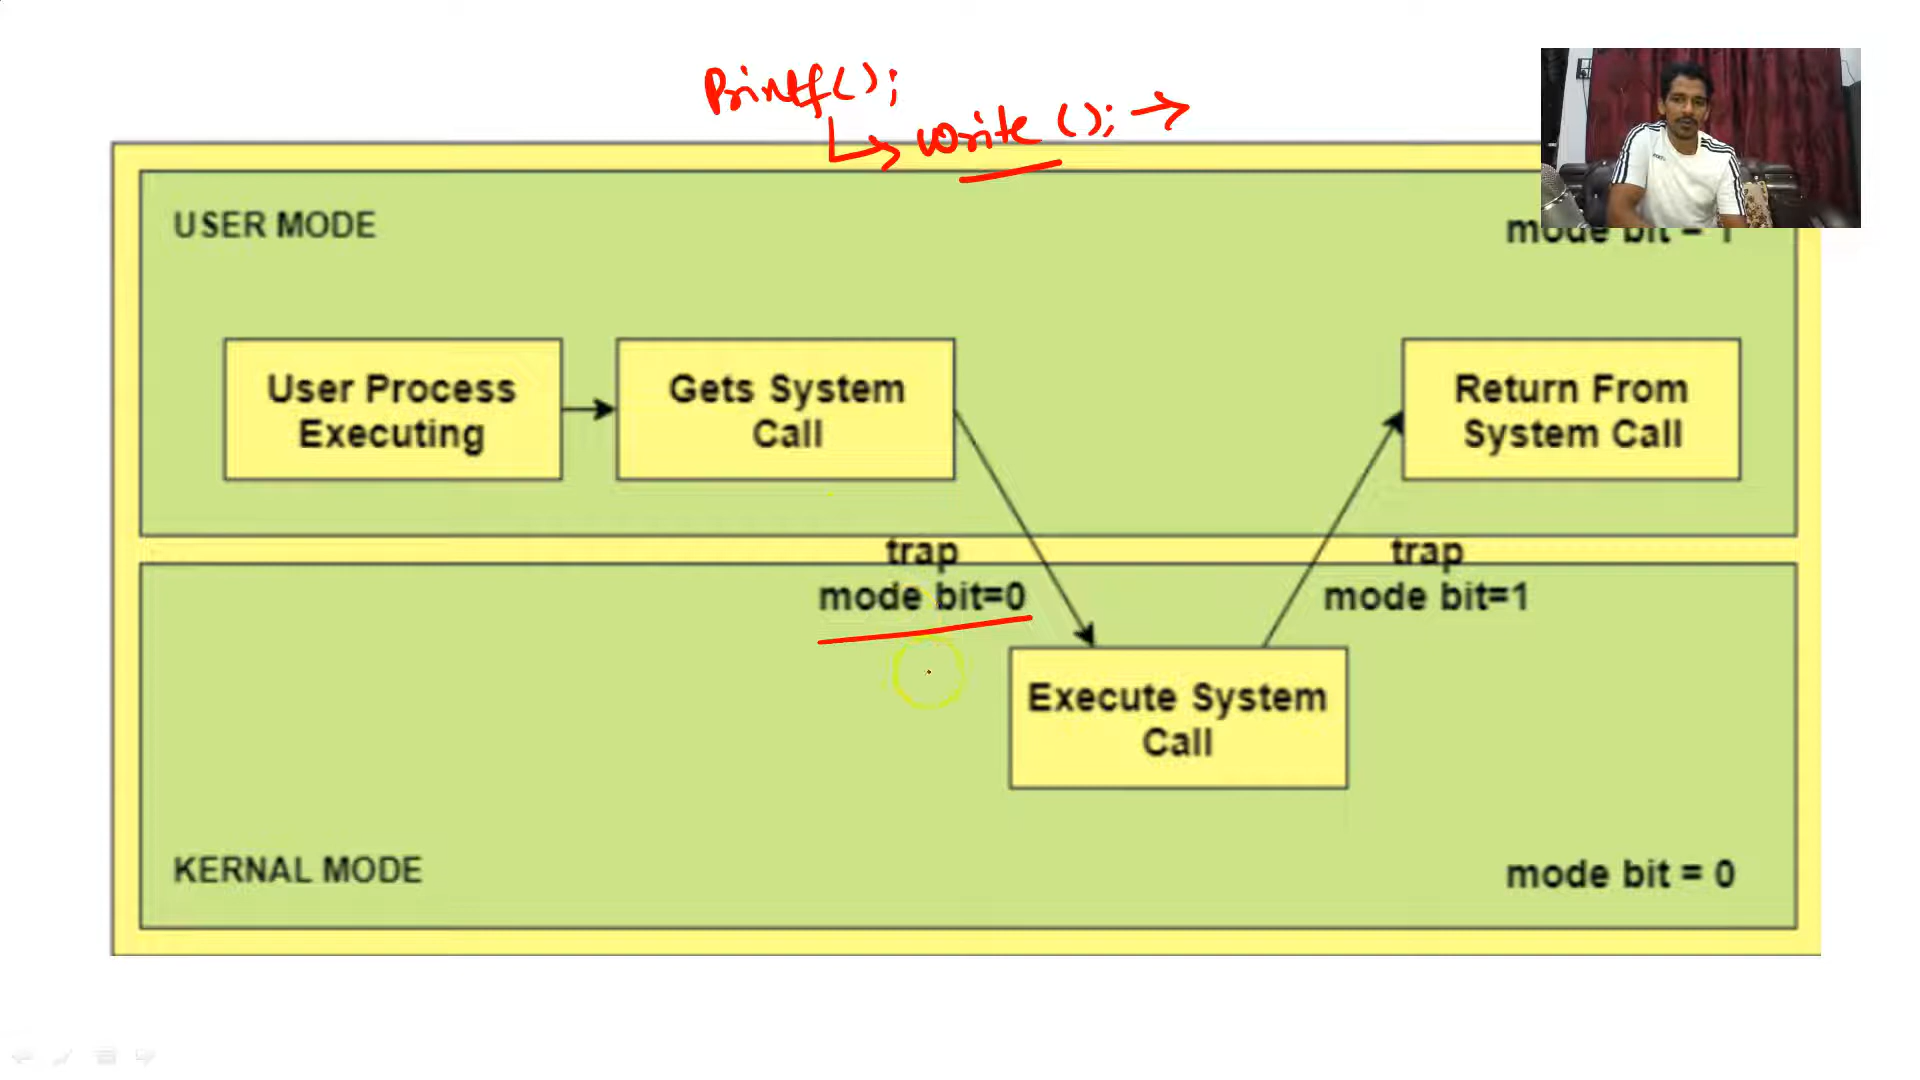 Printf();
write(); →
USER MODE
mode bit = 1
User Process
Executing
Gets System
Call
Return From
System Call
trap
mode bit=0
trap
mode bit=1
Execute System
Call
KERNAL MODE
mode bit = 0